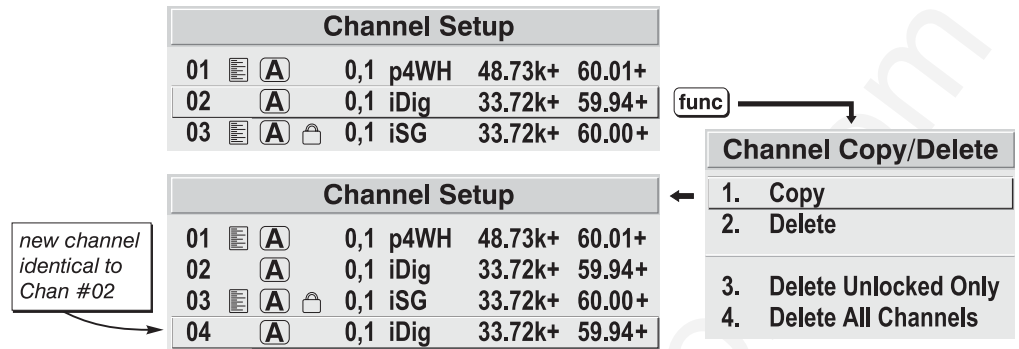 Channel Setup
01 A 0,1 p4WH 48.73k+ 60.01+
02 A 0,1 iDig 33.72k+ 59.94+
03 A 0,1 iSG 33.72k+ 60.00+
func
Channel Copy/Delete
1. Copy
2. Delete
3. Delete Unlocked Only
4. Delete All Channels
Channel Setup
01 A 0,1 p4WH 48.73k+ 60.01+
02 A 0,1 iDig 33.72k+ 59.94+
03 A 0,1 iSG 33.72k+ 60.00+
04 A 0,1 iDig 33.72k+ 59.94+
new channel
identical to
Chan #02